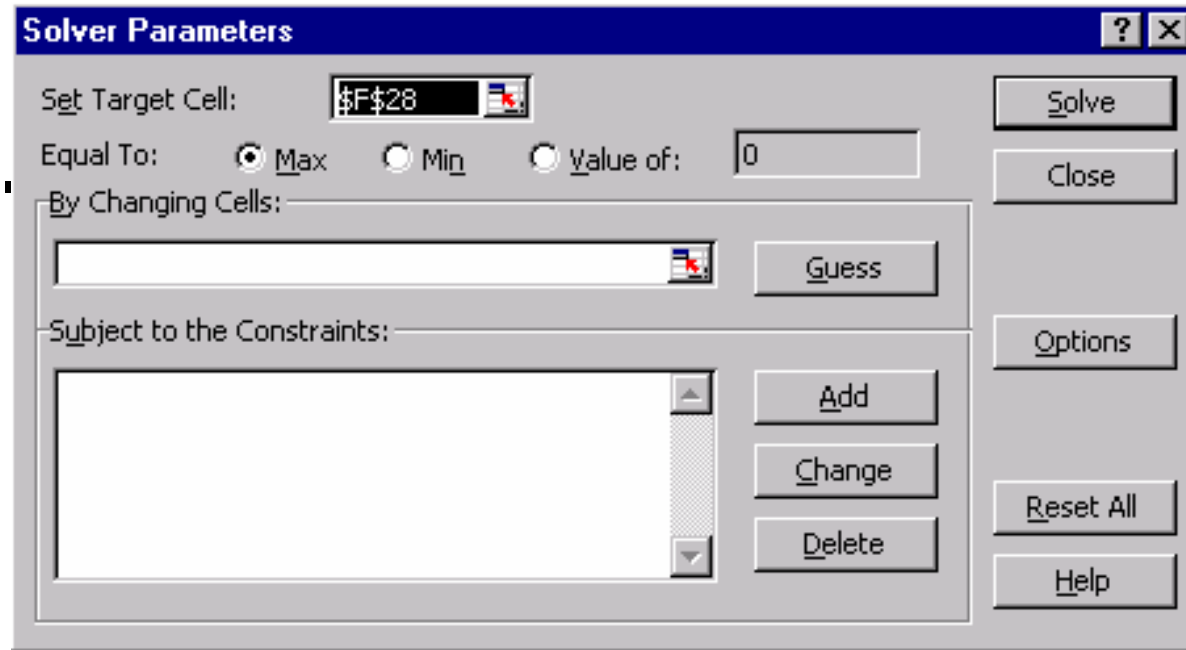 Solver Parameters
Set Target Cell: $F$28
Solve
Equal To: Max Min Value of: 0
Close
By Changing Cells:
Guess
Subject to the Constraints:
Options
Add
Change
Reset All
Delete
Help